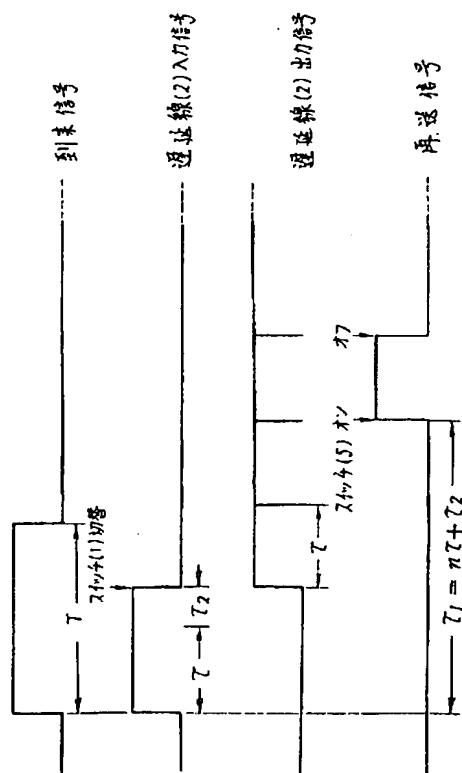 到来信号
T
スイッチ(1)切替
遅延線(2)入力信号
τ
τ2
遅延線(2)出力信号
τ
スイッチ(5) オン
オフ
再送信号
τ1 = nτ + τ2